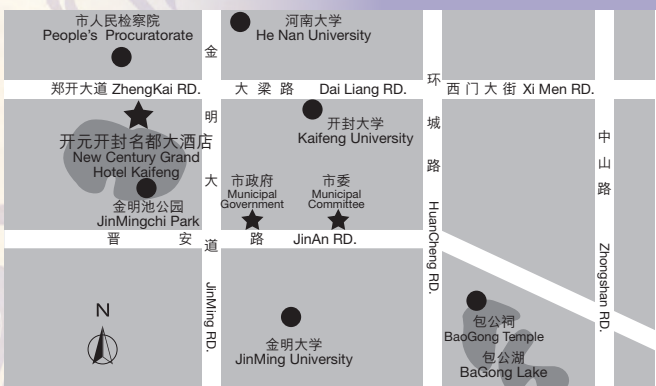 市人民检察院
People's Procuratorate
河南大学
He Nan University
郑开大道 ZhengKai RD.
大梁路 Dai Liang RD.
西门大街 Xi Men RD.
金明大道
JinMing RD.
环城路
HuanCheng RD.
中山路
Zhongshan RD.
开元开封名都大酒店
New Century Grand
Hotel Kaifeng
开封大学
Kaifeng University
金明池公园
JinMingchi Park
市政府
Municipal
Government
市委
Municipal
Committee
晋安路 JinAn RD.
N
金明大学
JinMing University
包公祠
BaoGong Temple
包公湖
BaGong Lake